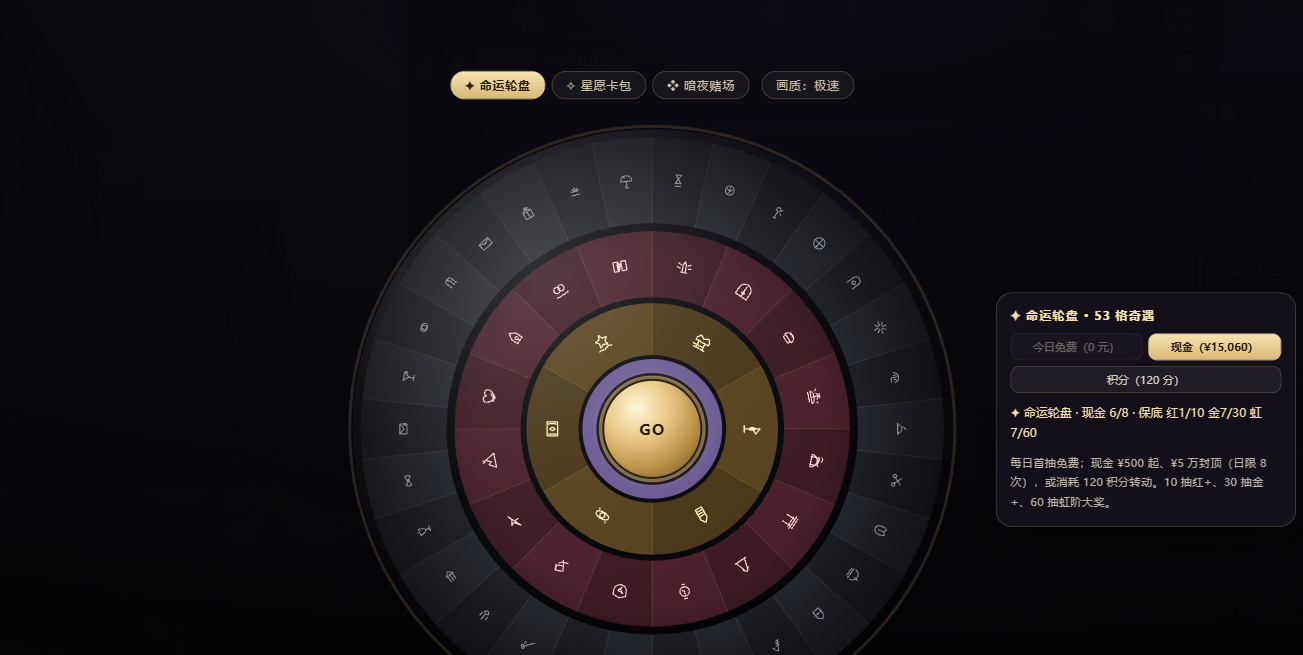 ✦ 命运轮盘
✧ 星愿卡包
❖ 暗夜赌场
画质：极速
GO
✦ 命运轮盘 • 53 格奇遇
今日免费（0 元）
现金（¥15,060）
积分（120 分）
✦ 命运轮盘 · 现金 6/8 · 保底 红1/10 金7/30 虹
7/60
每日首抽免费；现金 ¥500 起、¥5 万封顶（日限 8
次），或消耗 120 积分转动。10 抽红+、30 抽金
+、60 抽虹阶大奖。